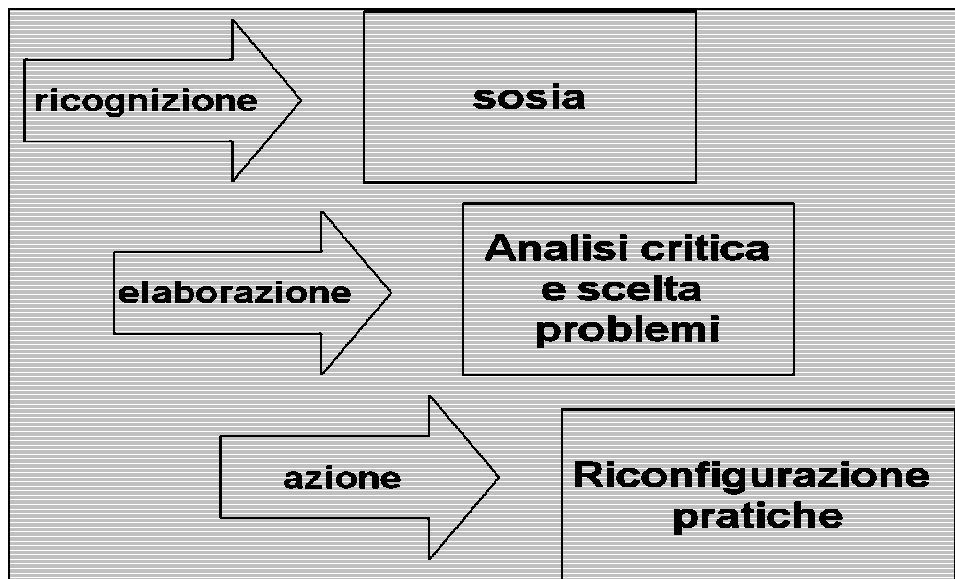 ricognizione
sosia
elaborazione
Analisi critica
e scelta
problemi
azione
Riconfigurazione
pratiche